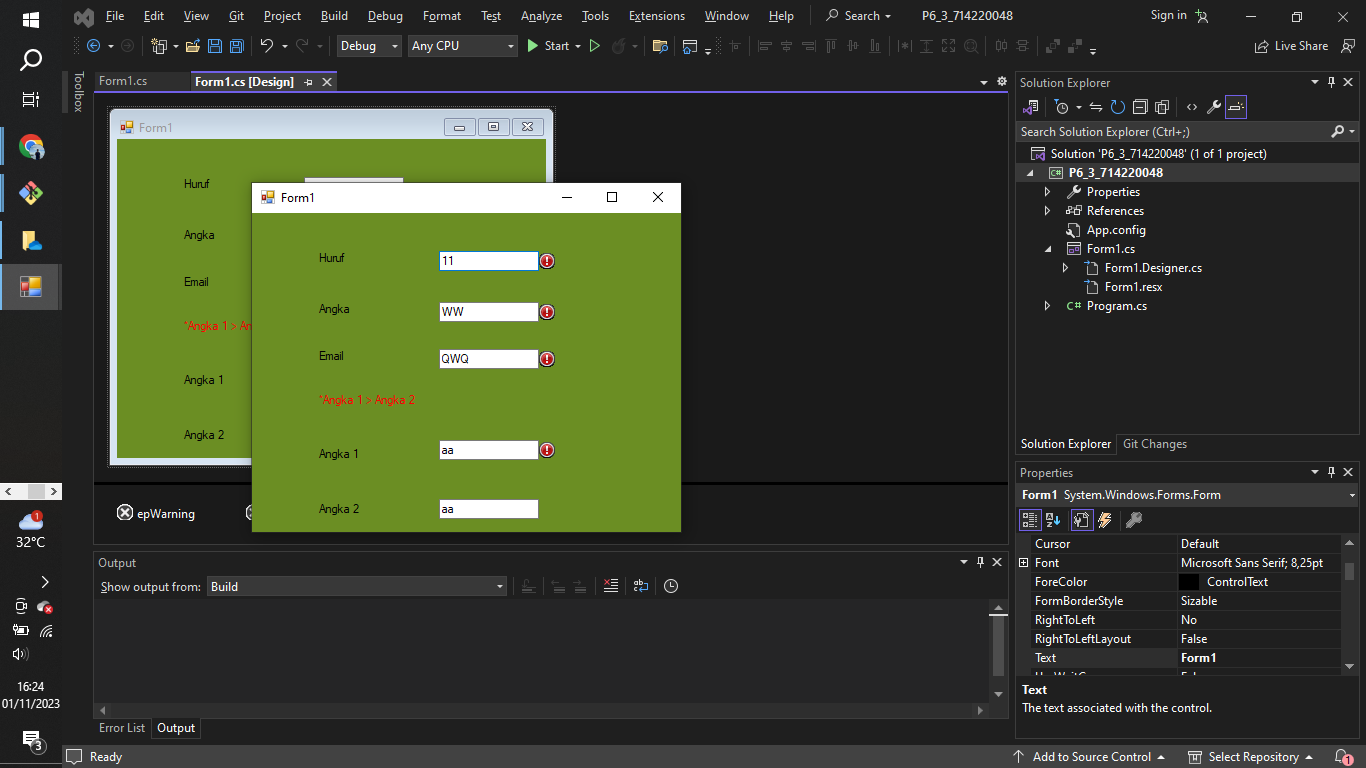 File Edit View Git Project Build Debug Format Test Analyze Tools Extensions Window Help Search P6_3_714220048 Sign in
Debug Any CPU Start Live Share
Toolbox
Form1.cs Form1.cs [Design]
Form1
Huruf
Angka
Email
Angka 1
Angka 2
epWarning
Form1
Huruf 11
Angka WW
Email QWQ
*Angka 1 > Angka 2
Angka 1 aa
Angka 2 aa
Output
Show output from: Build
Error List Output
Solution Explorer
Search Solution Explorer (Ctrl+;)
Solution 'P6_3_714220048' (1 of 1 project)
P6_3_714220048
Properties
References
App.config
Form1.cs
Form1.Designer.cs
Form1.resx
Program.cs
Solution Explorer Git Changes
Properties
Form1 System.Windows.Forms.Form
Cursor Default
Font Microsoft Sans Serif; 8,25pt
ForeColor ControlText
FormBorderStyle Sizable
RightToLeft No
RightToLeftLayout False
Text Form1
Text
The text associated with the control.
1
32°C
16:24
01/11/2023
3
Ready Add to Source Control Select Repository 1